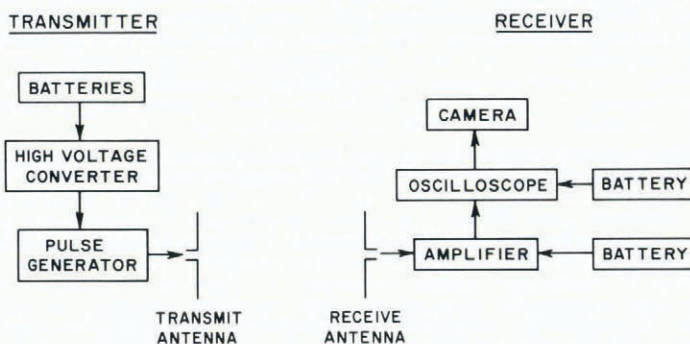 TRANSMITTER
BATTERIES
HIGH VOLTAGE
CONVERTER
PULSE
GENERATOR
TRANSMIT
ANTENNA
RECEIVER
CAMERA
OSCILLOSCOPE
BATTERY
AMPLIFIER
BATTERY
RECEIVE
ANTENNA